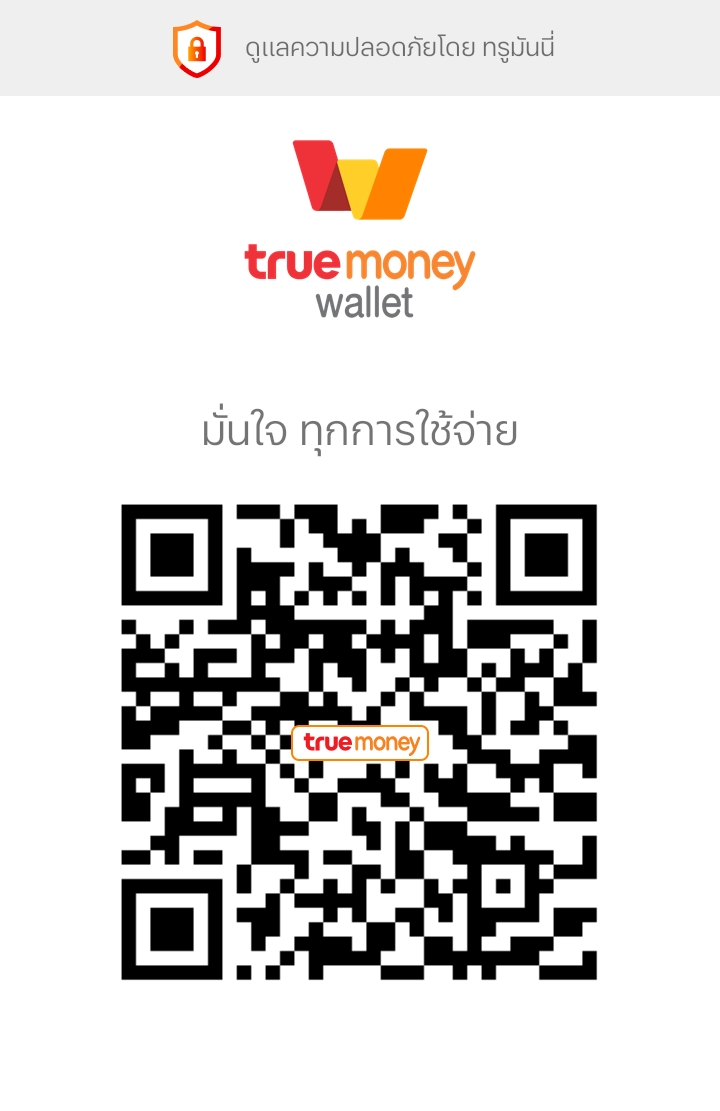 ดูแลความปลอดภัยโดย ทรูมันนี่
true money
wallet
มั่นใจ ทุกการใช้จ่าย
true money